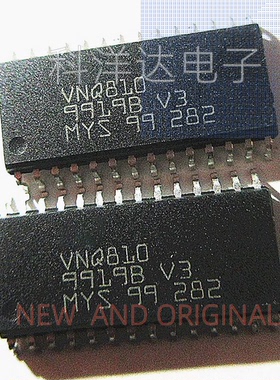 科洋达电子
VNQ810
9919B V3
MYS 99 282
VNQ810
9919B V3
MYS 99 282
NEW AND ORIGINAL